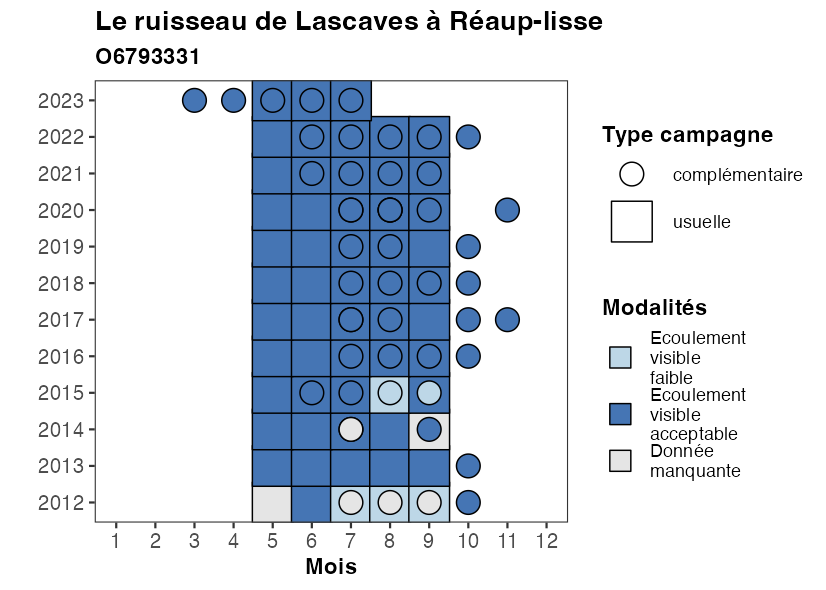 Le ruisseau de Lascaves à Réaup-lisse
O6793331
2023
2022
2021
2020
2019
2018
2017
2016
2015
2014
2013
2012
1 2 3 4 5 6 7 8 9 10 11 12
Mois
Type campagne
complémentaire
usuelle
Modalités
Ecoulement
visible
faible
Ecoulement
visible
acceptable
Donnée
manquante